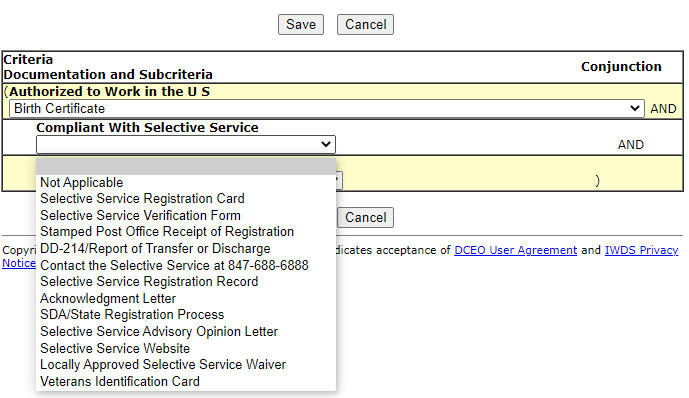 Save Cancel
Criteria
Documentation and Subcriteria Conjunction
(Authorized to Work in the U S
Birth Certificate AND
Compliant With Selective Service
AND
Not Applicable
)
Selective Service Registration Card
Selective Service Verification Form
Cancel
Stamped Post Office Receipt of Registration
DD-214/Report of Transfer or Discharge
Copyri dicates acceptance of DCEO User Agreement and IWDS Privacy
Notice
Contact the Selective Service at 847-688-6888
Selective Service Registration Record
Acknowledgment Letter
SDA/State Registration Process
Selective Service Advisory Opinion Letter
Selective Service Website
Locally Approved Selective Service Waiver
Veterans Identification Card